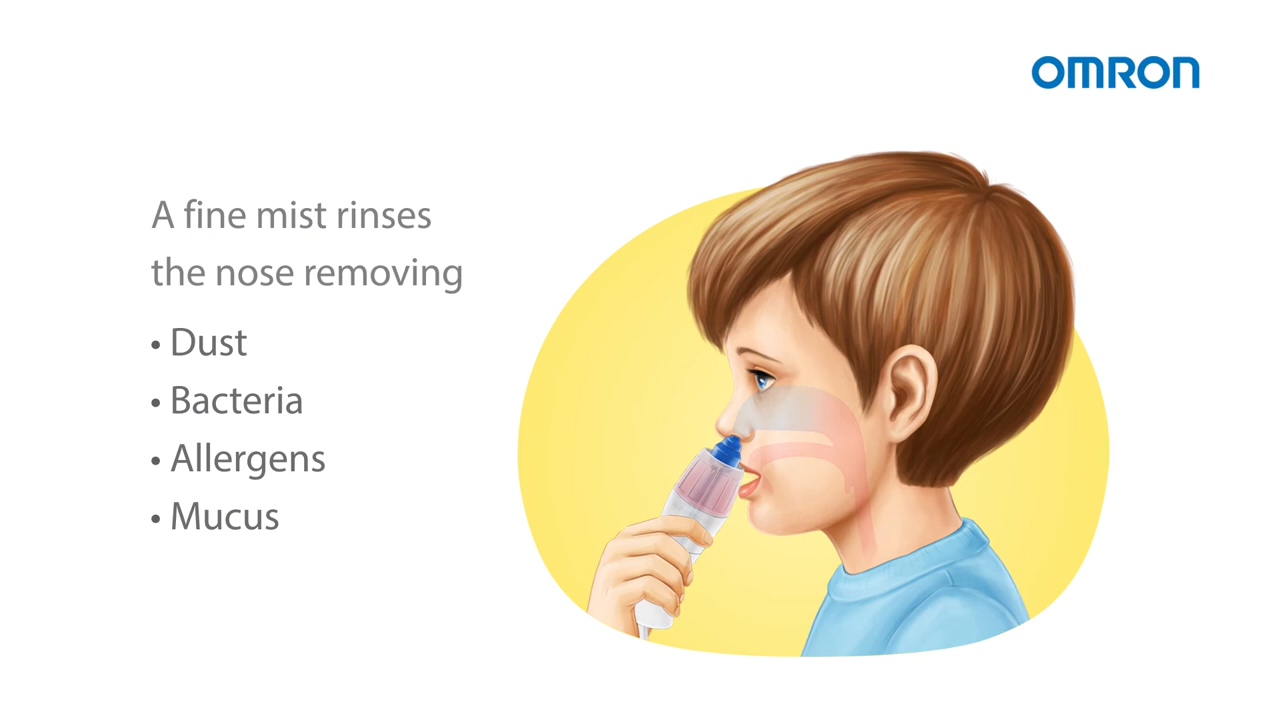 OMRON
A fine mist rinses
the nose removing
• Dust
• Bacteria
• Allergens
• Mucus